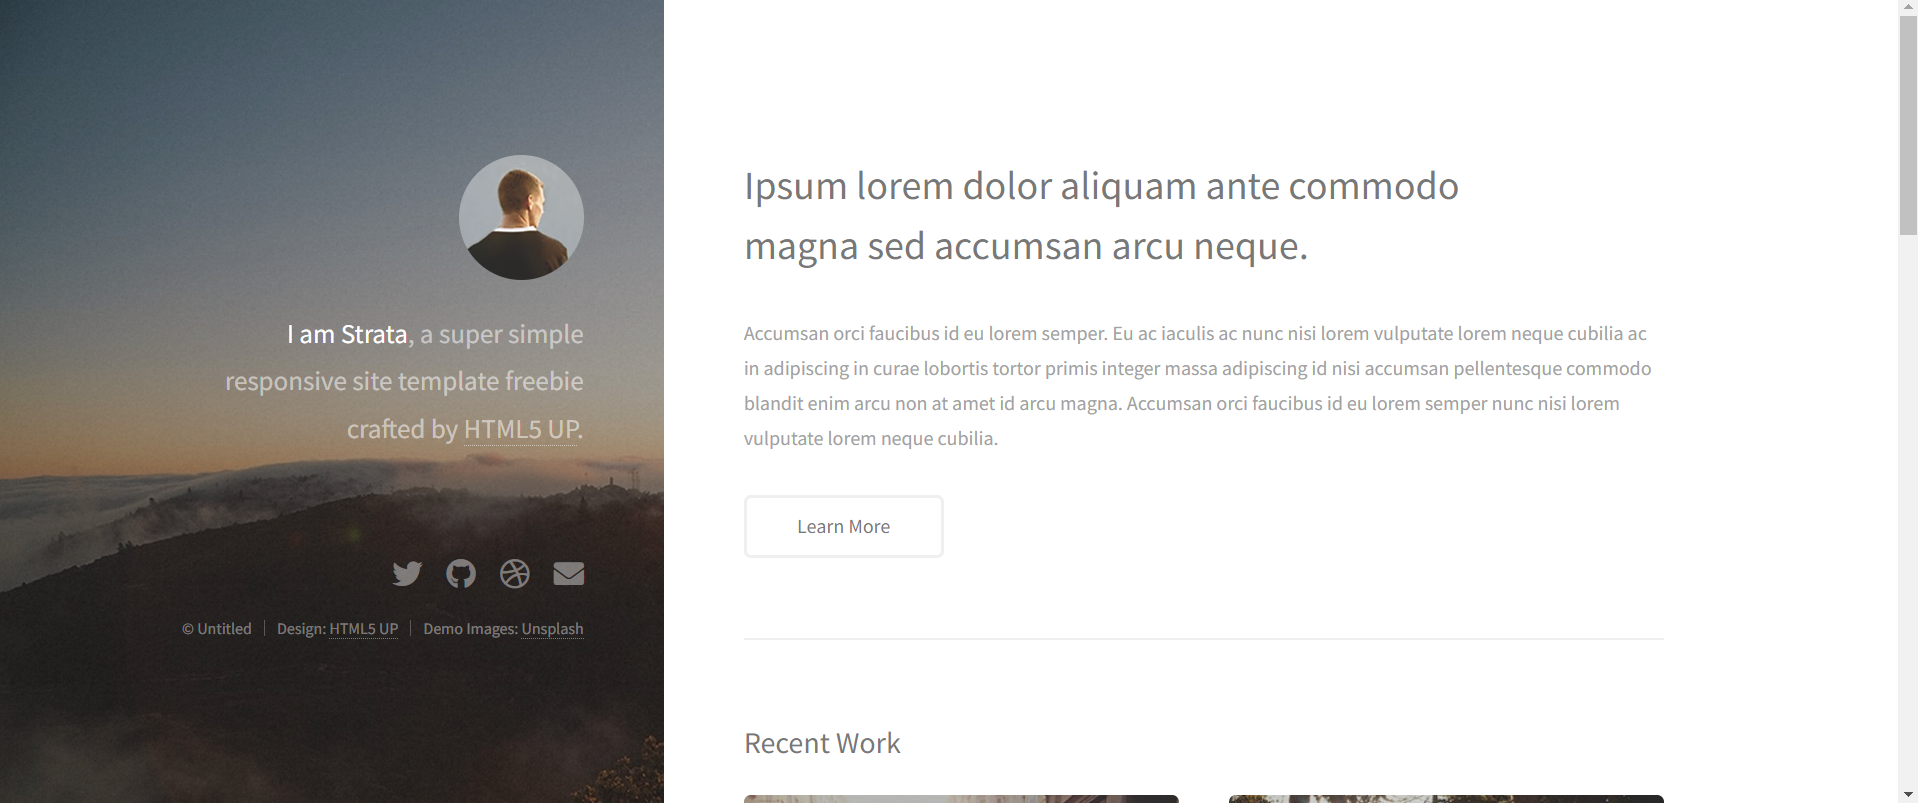 I am Strata, a super simple
responsive site template freebie
crafted by HTML5 UP.
© Untitled
Design: HTML5 UP
Demo Images: Unsplash
Ipsum lorem dolor aliquam ante commodo
magna sed accumsan arcu neque.
Accumsan orci faucibus id eu lorem semper. Eu ac iaculis ac nunc nisi lorem vulputate lorem neque cubilia ac
in adipiscing in curae lobortis tortor primis integer massa adipiscing id nisi accumsan pellentesque commodo
blandit enim arcu non at amet id arcu magna. Accumsan orci faucibus id eu lorem semper nunc nisi lorem
vulputate lorem neque cubilia.
Learn More
Recent Work